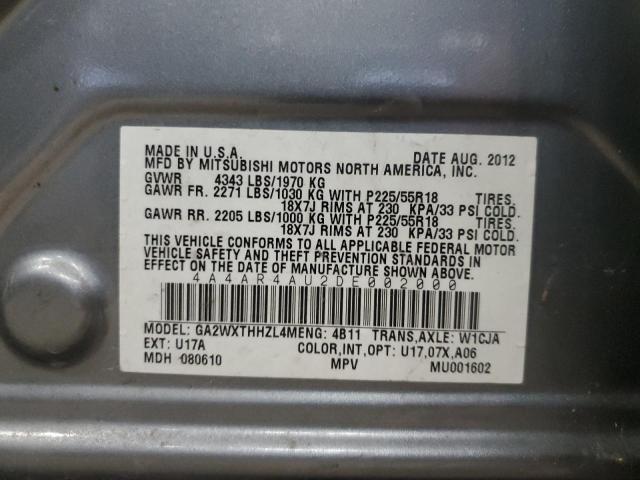 MADE IN U.S.A. DATE AUG. 2012
MFD BY MITSUBISHI MOTORS NORTH AMERICA, INC.
GVWR 4343 LBS/1970 KG
GAWR FR. 2271 LBS/1030 KG WITH P225/55R18 TIRES.
18X7J RIMS AT 230 KPA/33 PSI COLD.
GAWR RR. 2205 LBS/1000 KG WITH P225/55R18 TIRES.
18X7J RIMS AT 230 KPA/33 PSI COLD.
THIS VEHICLE CONFORMS TO ALL APPLICABLE FEDERAL MOTOR
VEHICLE SAFETY AND THEFT PREVENTION STANDARDS IN
EFFECT ON THE DATE OF MANUFACTURE SHOWN ABOVE.
4A4AR4AU2DE002000
MODEL: GA2WXTHHZL4MENG: 4B11 TRANS,AXLE: W1CJA
EXT: U17A COLOR,INT,OPT: U17,07X,A06
MDH :080610 MPV MU001602